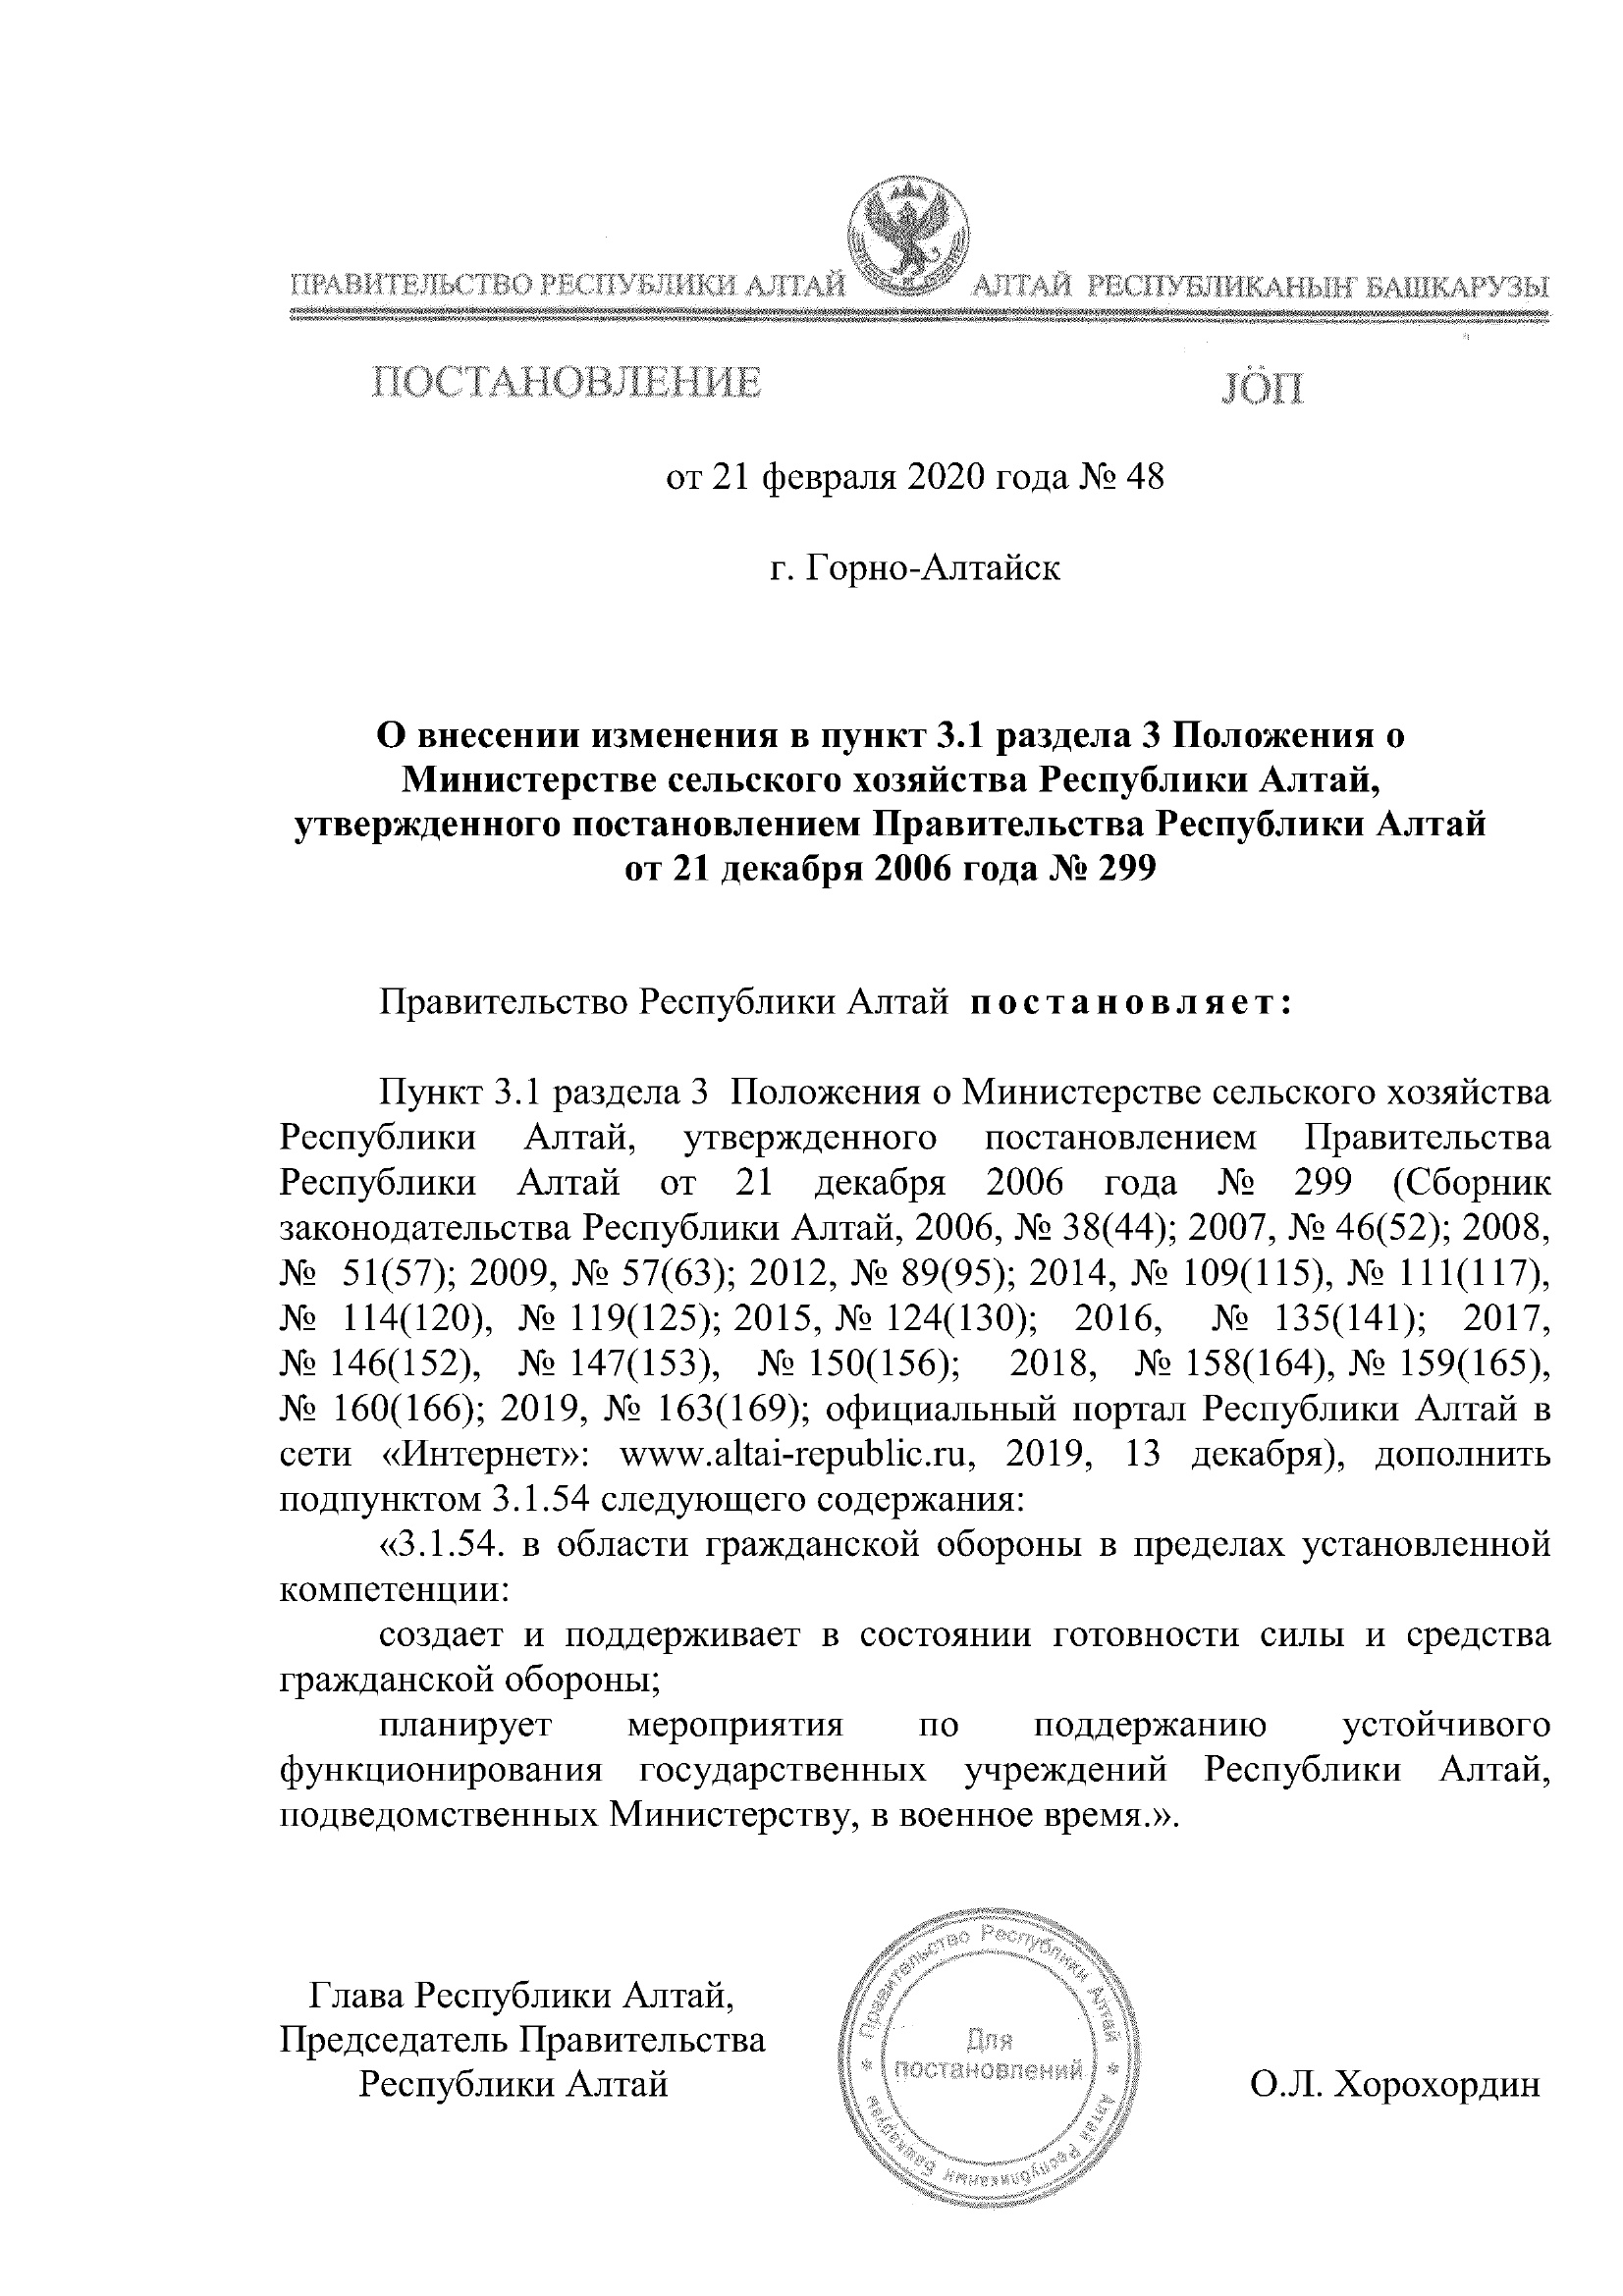 ПРАВИТЕЛЬСТВО РЕСПУБЛИКИ АЛТАЙ АЛТАЙ РЕСПУБЛИКАНЫҤ БАШКАРУЗЫ
ПОСТАНОВЛЕНИЕ JÖП
от 21 февраля 2020 года № 48
г. Горно-Алтайск
О внесении изменения в пункт 3.1 раздела 3 Положения о
Министерстве сельского хозяйства Республики Алтай,
утвержденного постановлением Правительства Республики Алтай
от 21 декабря 2006 года № 299
Правительство Республики Алтай постановляет:
Пункт 3.1 раздела 3 Положения о Министерстве сельского хозяйства
Республики Алтай, утвержденного постановлением Правительства
Республики Алтай от 21 декабря 2006 года № 299 (Сборник
законодательства Республики Алтай, 2006, № 38(44); 2007, № 46(52); 2008,
№ 51(57); 2009, № 57(63); 2012, № 89(95); 2014, № 109(115), № 111(117),
№ 114(120), № 119(125); 2015, № 124(130); 2016, № 135(141); 2017,
№ 146(152), № 147(153), № 150(156); 2018, № 158(164), № 159(165),
№ 160(166); 2019, № 163(169); официальный портал Республики Алтай в
сети «Интернет»: www.altai-republic.ru, 2019, 13 декабря), дополнить
подпунктом 3.1.54 следующего содержания:
«3.1.54. в области гражданской обороны в пределах установленной
компетенции:
создает и поддерживает в состоянии готовности силы и средства
гражданской обороны;
планирует мероприятия по поддержанию устойчивого
функционирования государственных учреждений Республики Алтай,
подведомственных Министерству, в военное время.».
Глава Республики Алтай,
Председатель Правительства
Республики Алтай
Правительство Республики Алтай * Алтай Республиканыҥ Башкарузы *
Для
постановлений
О.Л. Хорохордин